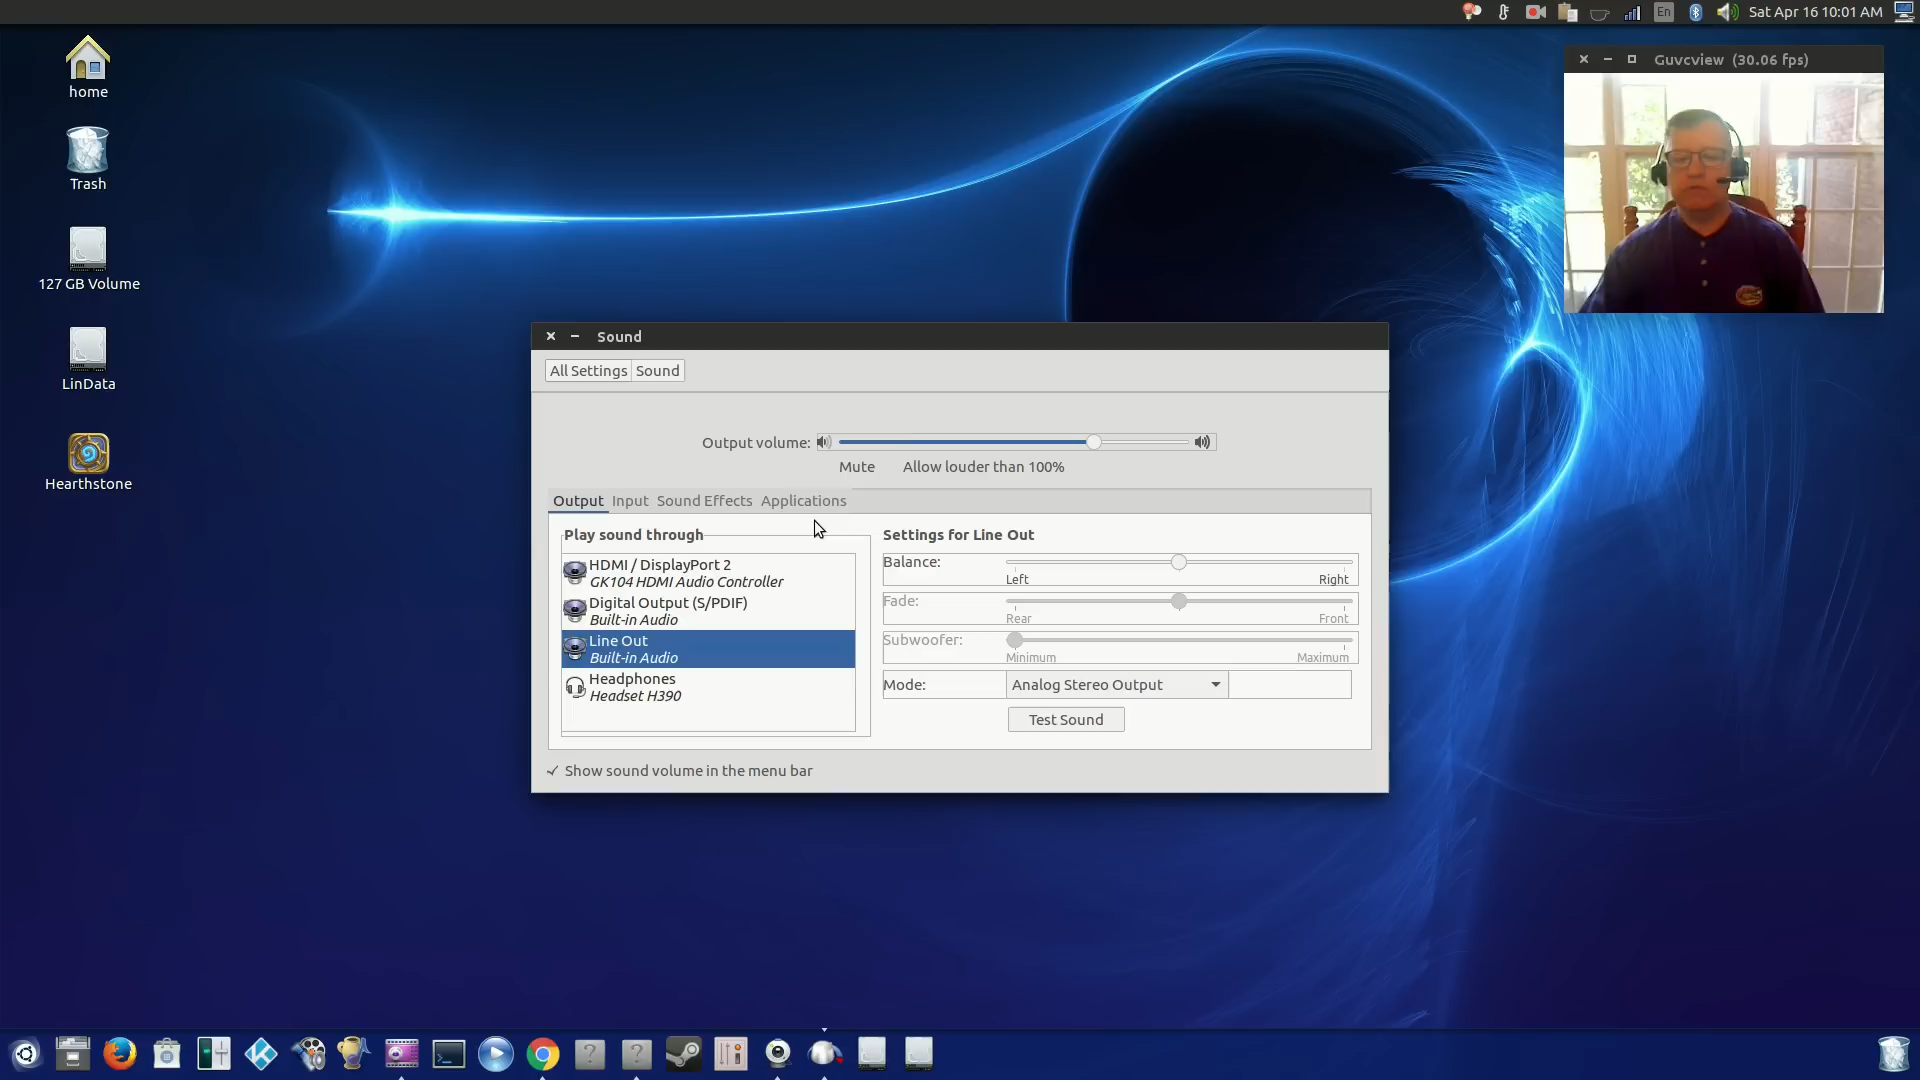 En
Sat Apr 16 10:01 AM
home
Trash
127 GB Volume
LinData
Hearthstone
Guvcview (30.06 fps)
Sound
All Settings
Sound
Output volume:
Mute
Allow louder than 100%
Output Input Sound Effects Applications
Play sound through
HDMI / DisplayPort 2
GK104 HDMI Audio Controller
Digital Output (S/PDIF)
Built-in Audio
Line Out
Built-in Audio
Headphones
Headset H390
Settings for Line Out
Balance:
Left Right
Fade:
Rear Front
Subwoofer:
Minimum Maximum
Mode: Analog Stereo Output
Test Sound
Show sound volume in the menu bar